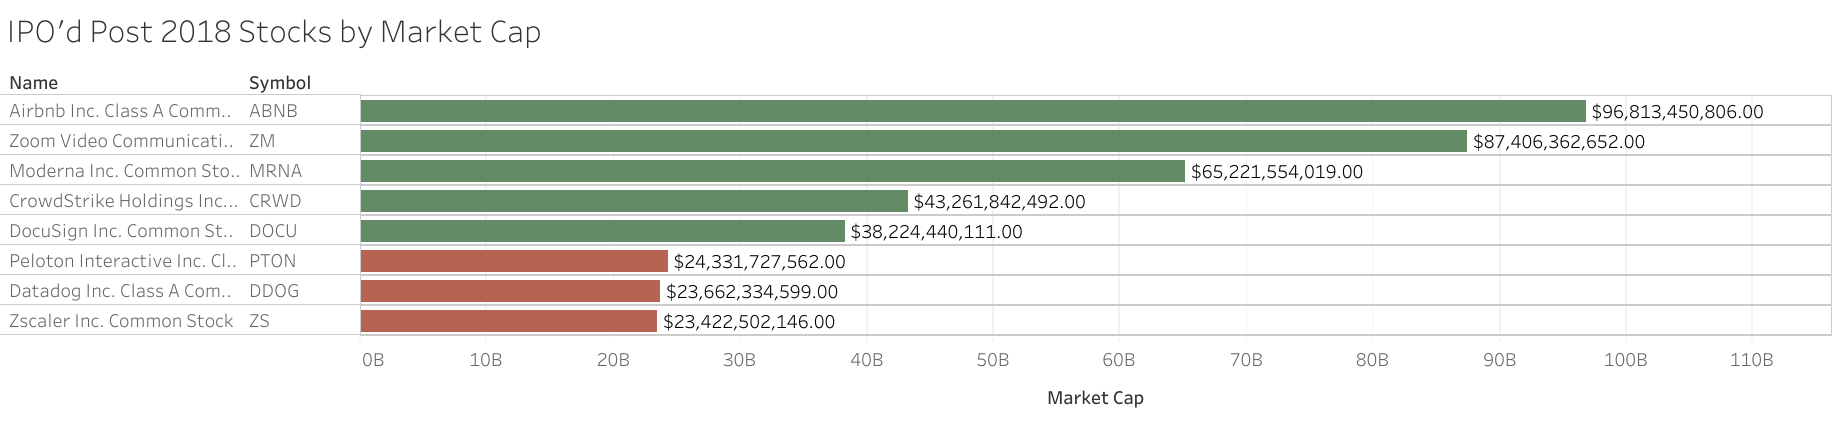 IPO'd Post 2018 Stocks by Market Cap
Name Symbol
Airbnb Inc. Class A Comm.. ABNB $96,813,450,806.00
Zoom Video Communicati.. ZM $87,406,362,652.00
Moderna Inc. Common Sto.. MRNA $65,221,554,019.00
CrowdStrike Holdings Inc... CRWD $43,261,842,492.00
DocuSign Inc. Common St.. DOCU $38,224,440,111.00
Peloton Interactive Inc. Cl.. PTON $24,331,727,562.00
Datadog Inc. Class A Com.. DDOG $23,662,334,599.00
Zscaler Inc. Common Stock ZS $23,422,502,146.00
0B 10B 20B 30B 40B 50B 60B 70B 80B 90B 100B 110B
Market Cap